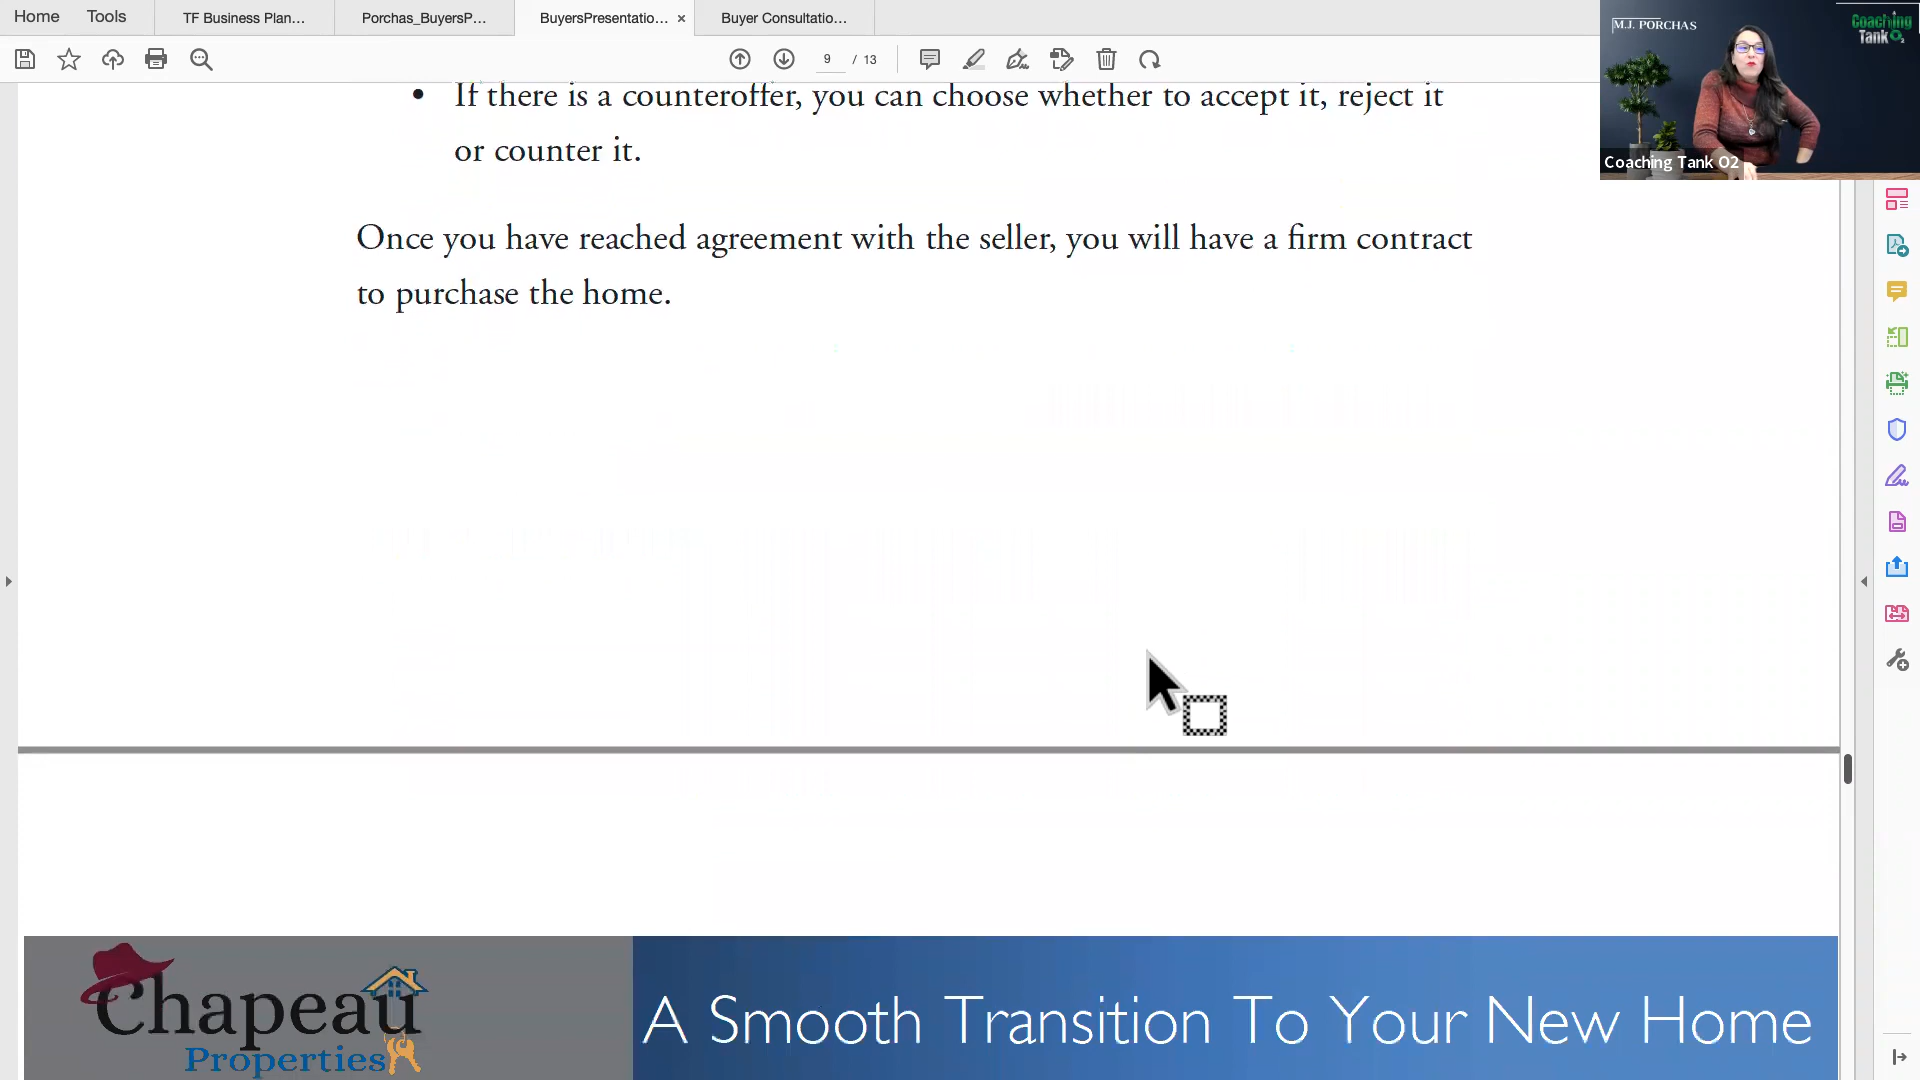 Home
Tools
TF Business Plan...
Porchas_BuyersP...
BuyersPresentatio...
Buyer Consultatio...
9 / 13
M.J. PORCHAS
Coaching
Tank O2
Coaching Tank O2
• If there is a counteroffer, you can choose whether to accept it, reject it
or counter it.
Once you have reached agreement with the seller, you will have a firm contract
to purchase the home.
Chapeau
Properties
A Smooth Transition To Your New Home